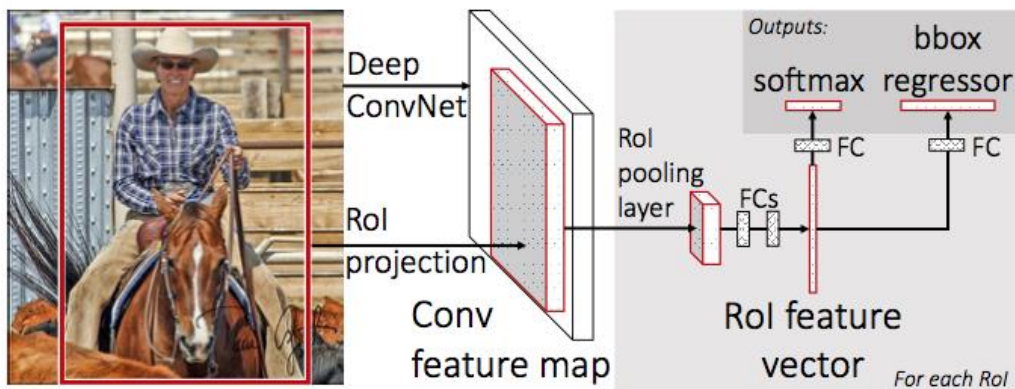 Deep
ConvNet
RoI
projection
Conv
feature map
RoI
pooling
layer
FCs
RoI feature
vector
For each RoI
Outputs:
softmax
bbox
regressor
FC
FC